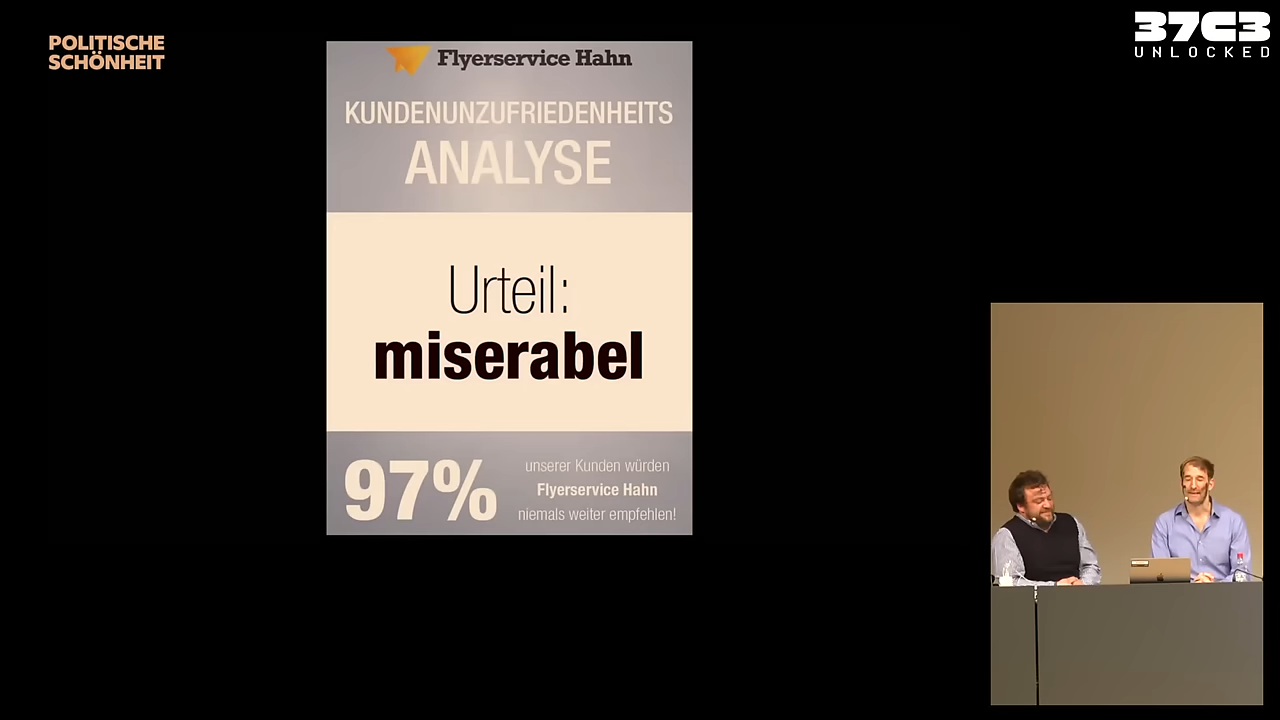 POLITISCHE
SCHÖNHEIT
37C3
UNLOCKED
Flyerservice Hahn
KUNDENUNZUFRIEDENHEITS
ANALYSE
Urteil:
miserabel
97%
unserer Kunden würden
Flyerservice Hahn
niemals weiter empfehlen!